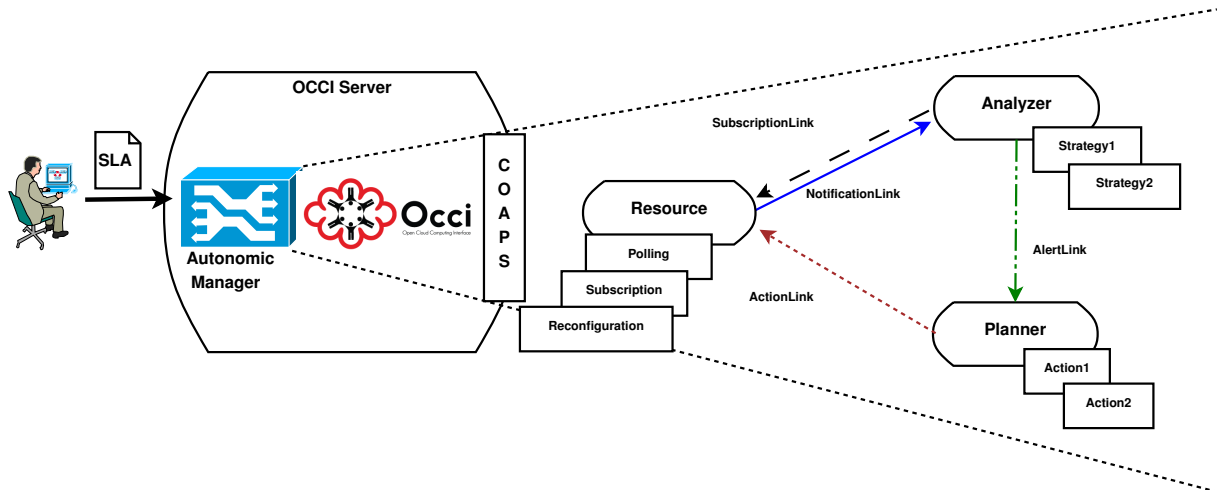 OCCI Server
SLA
Autonomic
Manager
Occi
Open Cloud Computing Interface
C
O
A
P
S
SubscriptionLink
NotificationLink
Resource
Polling
Subscription
Reconfiguration
ActionLink
Analyzer
Strategy1
Strategy2
AlertLink
Planner
Action1
Action2